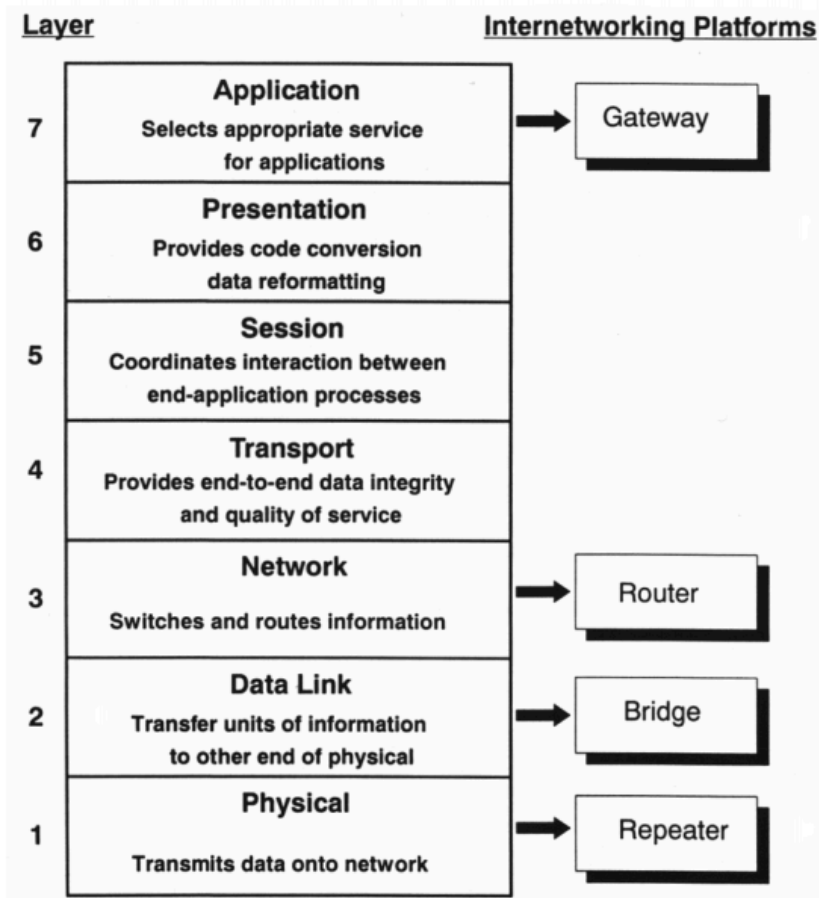 Layer
Internetworking Platforms
7
Application
Selects appropriate service
for applications
Gateway
6
Presentation
Provides code conversion
data reformatting
5
Session
Coordinates interaction between
end-application processes
4
Transport
Provides end-to-end data integrity
and quality of service
3
Network
Switches and routes information
Router
2
Data Link
Transfer units of information
to other end of physical
Bridge
1
Physical
Transmits data onto network
Repeater